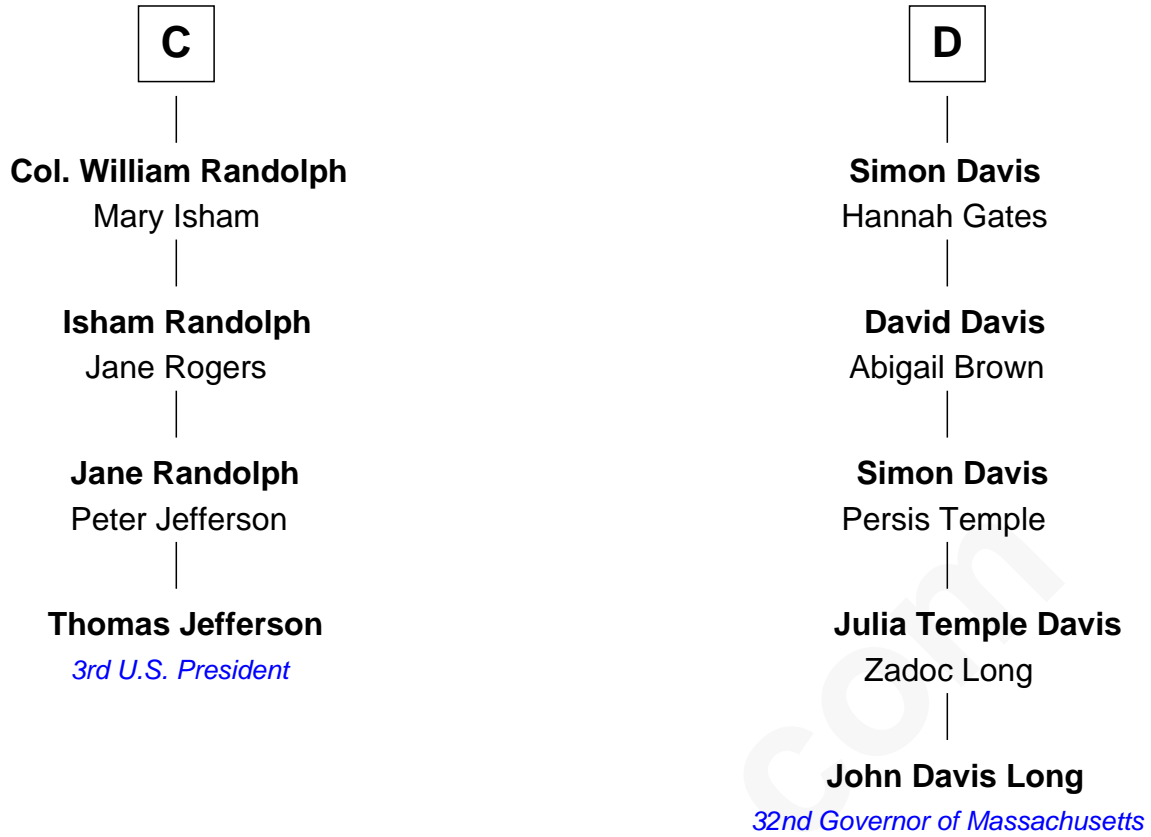 C
Col. William Randolph
Mary Isham
Isham Randolph
Jane Rogers
Jane Randolph
Peter Jefferson
Thomas Jefferson
3rd U.S. President
D
Simon Davis
Hannah Gates
David Davis
Abigail Brown
Simon Davis
Persis Temple
Julia Temple Davis
Zadoc Long
John Davis Long
32nd Governor of Massachusetts
com